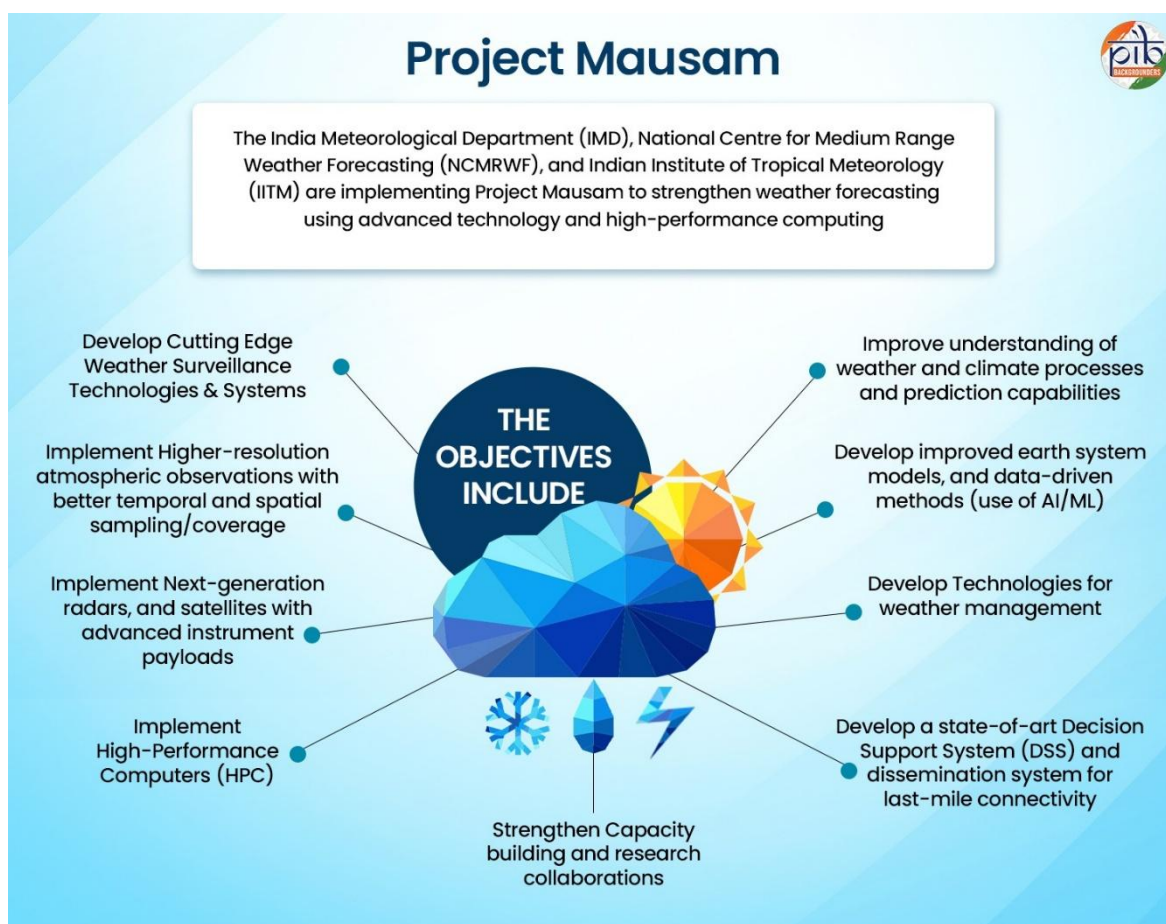 Project Mausam
pib
BACKGROUNDERS
The India Meteorological Department (IMD), National Centre for Medium Range
Weather Forecasting (NCMRWF), and Indian Institute of Tropical Meteorology
(IITM) are implementing Project Mausam to strengthen weather forecasting
using advanced technology and high-performance computing
THE
OBJECTIVES
INCLUDE
Develop Cutting Edge
Weather Surveillance
Technologies & Systems
Implement Higher-resolution
atmospheric observations with
better temporal and spatial
sampling/coverage
Implement Next-generation
radars, and satellites with
advanced instrument
payloads
Implement
High-Performance
Computers (HPC)
Strengthen Capacity
building and research
collaborations
Improve understanding of
weather and climate processes
and prediction capabilities
Develop improved earth system
models, and data-driven
methods (use of AI/ML)
Develop Technologies for
weather management
Develop a state-of-art Decision
Support System (DSS) and
dissemination system for
last-mile connectivity